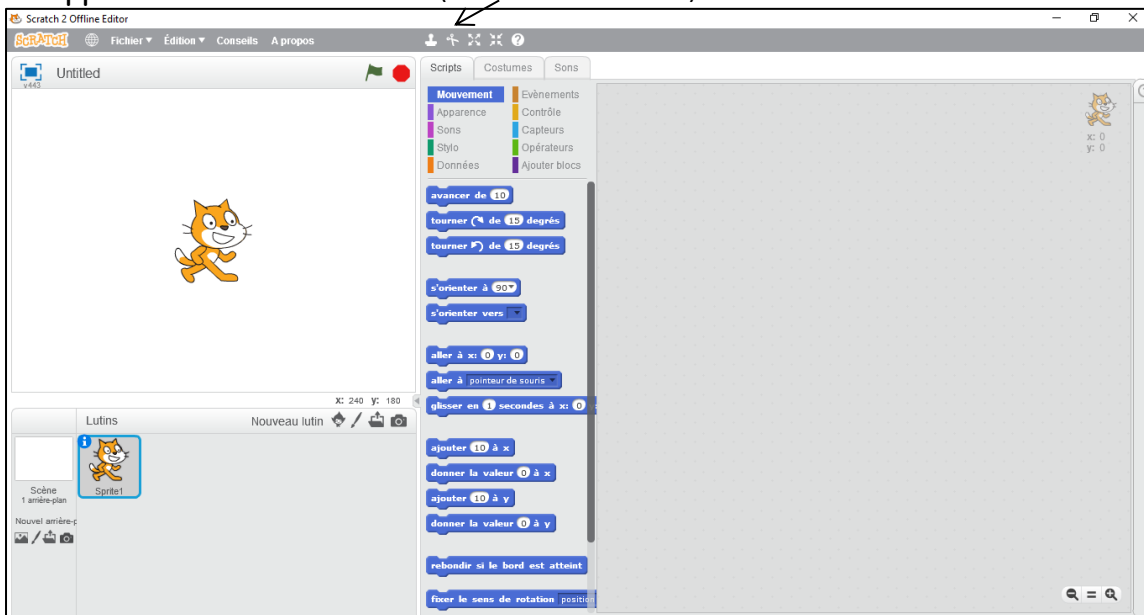 Scratch 2 Offline Editor
SCRATCH Fichier Édition Conseils A propos
v443
Untitled
Scripts Costumes Sons
Mouvement Evènements
Apparence Contrôle
Sons Capteurs
Stylo Opérateurs
Données Ajouter blocs
x: 0
y: 0
avancer de 10
tourner de 15 degrés
tourner de 15 degrés
s'orienter à 90
s'orienter vers
aller à x: 0 y: 0
aller à pointeur de souris
glisser en 1 secondes à x: 0
ajouter 10 à x
donner la valeur 0 à x
ajouter 10 à y
donner la valeur 0 à y
rebondir si le bord est atteint
fixer le sens de rotation position
X: 240 y: 180
Lutins Nouveau lutin
Scène
1 arrière-plan
Sprite1
Nouvel arrière-p